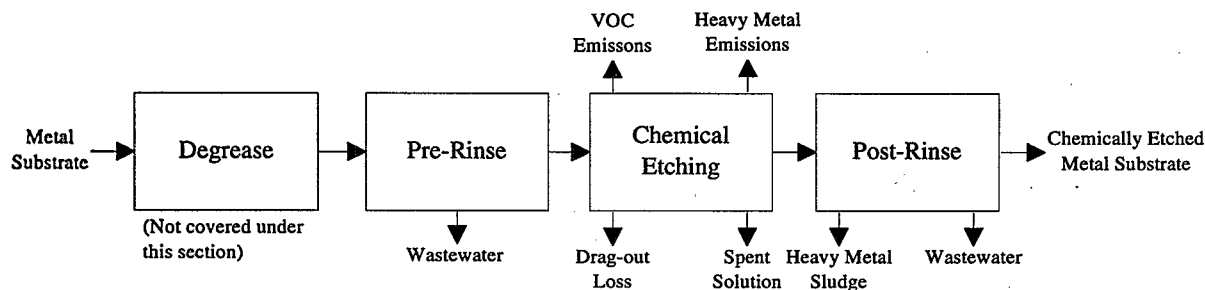 VOC
Emissons
Heavy Metal
Emissions
Metal
Substrate
Degrease
Pre-Rinse
Chemical
Etching
Post-Rinse
Chemically Etched
Metal Substrate
(Not covered under
this section)
Wastewater
Drag-out
Loss
Spent
Solution
Heavy Metal
Sludge
Wastewater